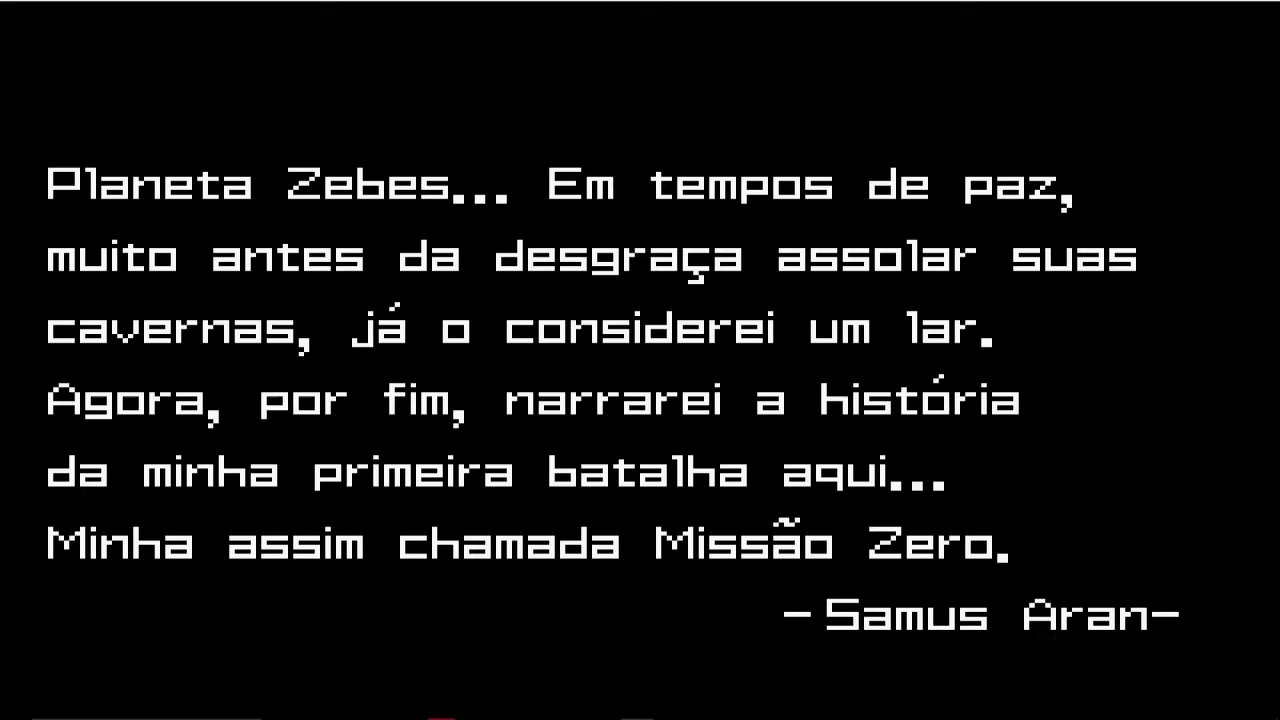 Planeta Zebes... Em tempos de paz,
muito antes da desgraça assolar suas
cavernas, já o considerei um lar.
Agora, por fim, narrarei a história
da minha primeira batalha aqui...
Minha assim chamada Missão Zero.
-Samus Aran-